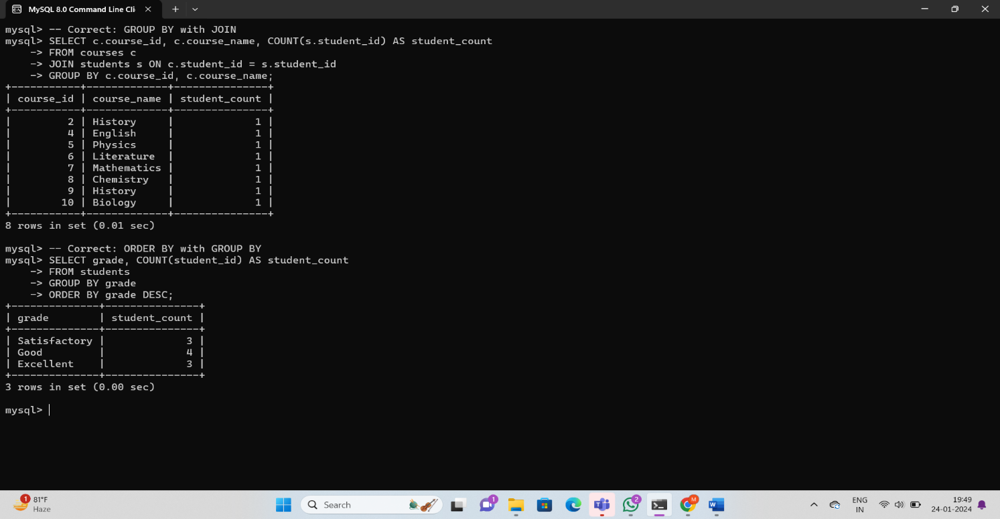 MySQL 8.0 Command Line Cli
mysql> -- Correct: GROUP BY with JOIN
mysql> SELECT c.course_id, c.course_name, COUNT(s.student_id) AS student_count
    -> FROM courses c
    -> JOIN students s ON c.student_id = s.student_id
    -> GROUP BY c.course_id, c.course_name;
+-----------+-------------+---------------+
| course_id | course_name | student_count |
+-----------+-------------+---------------+
|         2 | History     |             1 |
|         4 | English     |             1 |
|         5 | Physics     |             1 |
|         6 | Literature  |             1 |
|         7 | Mathematics |             1 |
|         8 | Chemistry   |             1 |
|         9 | History     |             1 |
|        10 | Biology     |             1 |
+-----------+-------------+---------------+
8 rows in set (0.01 sec)
mysql> -- Correct: ORDER BY with GROUP BY
mysql> SELECT grade, COUNT(student_id) AS student_count
    -> FROM students
    -> GROUP BY grade
    -> ORDER BY grade DESC;
+--------------+---------------+
| grade        | student_count |
+--------------+---------------+
| Satisfactory |             3 |
| Good         |             4 |
| Excellent    |             3 |
+--------------+---------------+
3 rows in set (0.00 sec)
mysql>
1
81°F
Haze
Search
1
T
2
M
W
ENG
IN
19:49
24-01-2024